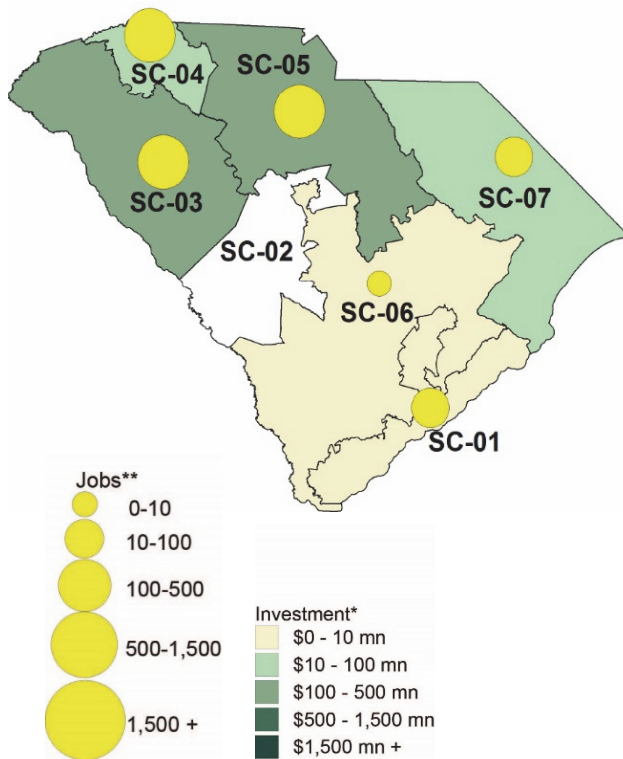 SC-04
SC-05
SC-03
SC-07
SC-02
SC-06
SC-01
Jobs**
0-10
10-100
100-500
500-1,500
1,500 +
Investment*
$0 - 10 mn
$10 - 100 mn
$100 - 500 mn
$500 - 1,500 mn
$1,500 mn +